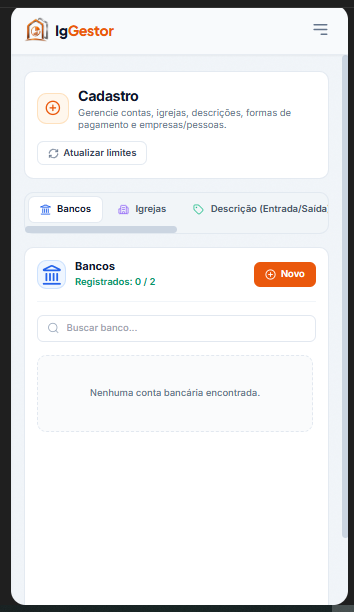 IgGestor
Cadastro
Gerencie contas, igrejas, descrições, formas de
pagamento e empresas/pessoas.
Atualizar limites
Bancos
Igrejas
Descrição (Entrada/Saída
Bancos
Registrados: 0 / 2
Novo
Buscar banco...
Nenhuma conta bancária encontrada.